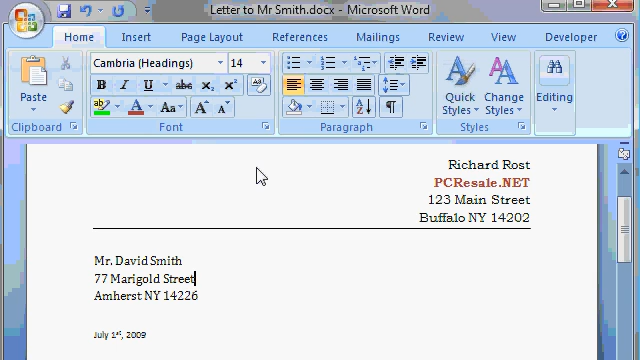 Letter to Mr Smith.docx - Microsoft Word
Home Insert Page Layout References Mailings Review View Developer
Cambria (Headings) 14
Paste
B I U abc x₂ x² 
ab A Aa A A
A Z ¶
Quick Styles
Change Styles
Editing
Clipboard Font Paragraph Styles
Richard Rost
PCResale.NET
123 Main Street
Buffalo NY 14202
Mr. David Smith
77 Marigold Street
Amherst NY 14226
July 1st, 2009